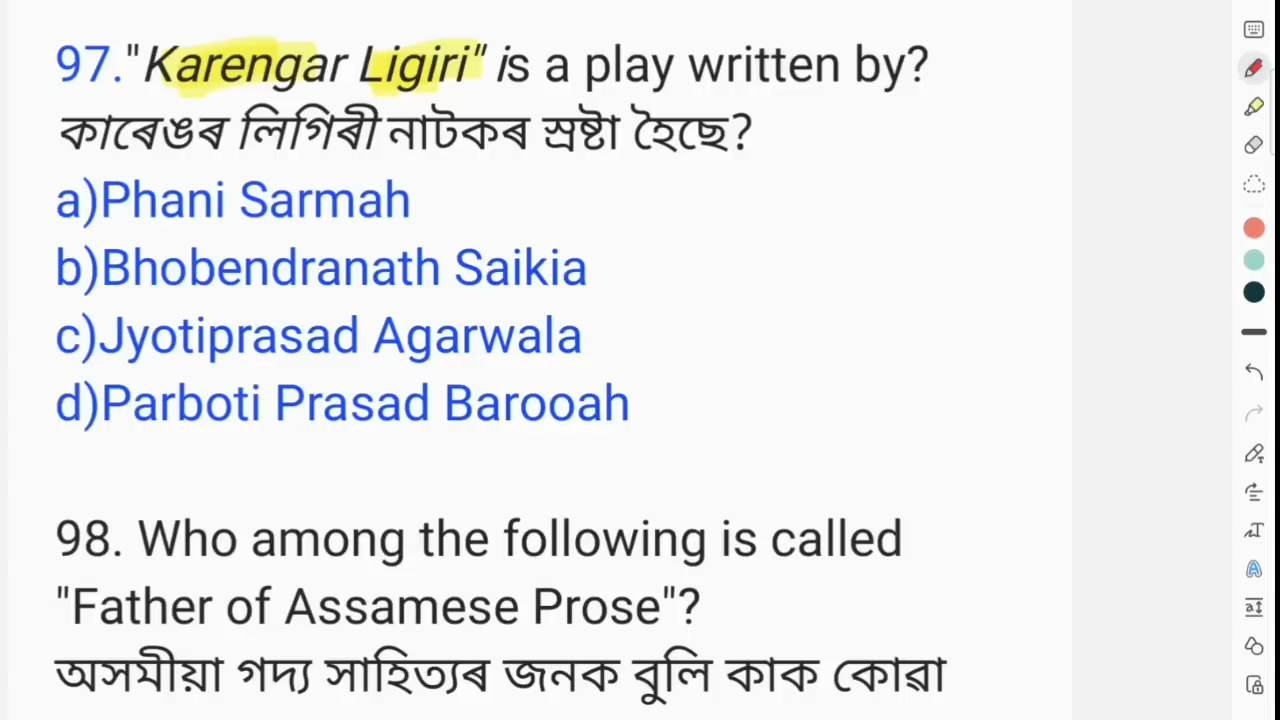 97."Karengar Ligiri" is a play written by?
কাৰেঙৰ লিগিৰী নাটকৰ স্ৰষ্টা হৈছে?
a)Phani Sarmah
b)Bhobendranath Saikia
c)Jyotiprasad Agarwala
d)Parboti Prasad Barooah
98. Who among the following is called
"Father of Assamese Prose"?
অসমীয়া গদ্য সাহিত্যৰ জনক বুলি কাক কোৱা